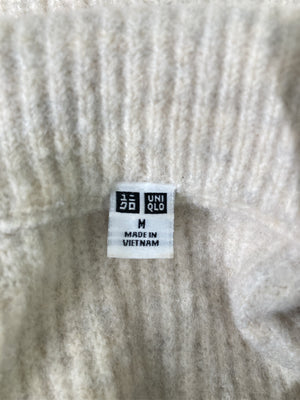 ユニ UNI
クロ QLO
M
MADE IN
VIETNAM